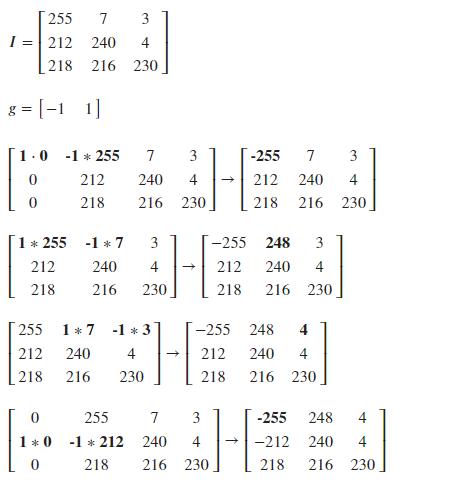 I = [ 255 7 3
212 240 4
218 216 230 ]
g = [ −1 1 ]
[ 1 · 0 -1 * 255 7 3 → [ -255 7 3
0 212 240 4 212 240 4
0 218 216 230 ] 218 216 230 ]
[ 1 * 255 -1 * 7 3 → [ −255 248 3
212 240 4 212 240 4
218 216 230 ] 218 216 230 ]
[ 255 1 * 7 -1 * 3 → [ −255 248 4
212 240 4 212 240 4
218 216 230 ] 218 216 230 ]
[ 0 255 7 3 → [ -255 248 4
1 * 0 -1 * 212 240 4 −212 240 4
0 218 216 230 ] 218 216 230 ]